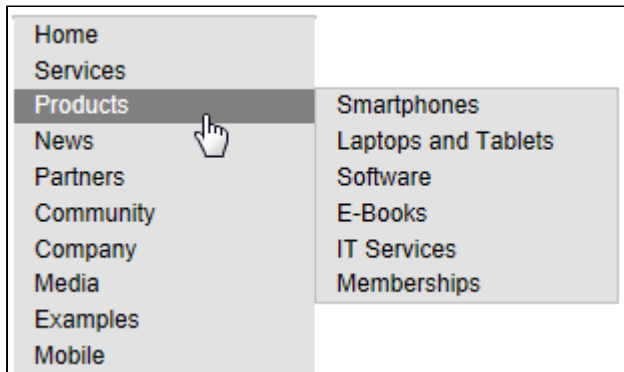 Home
Services
Products
News
Partners
Community
Company
Media
Examples
Mobile
Smartphones
Laptops and Tablets
Software
E-Books
IT Services
Memberships